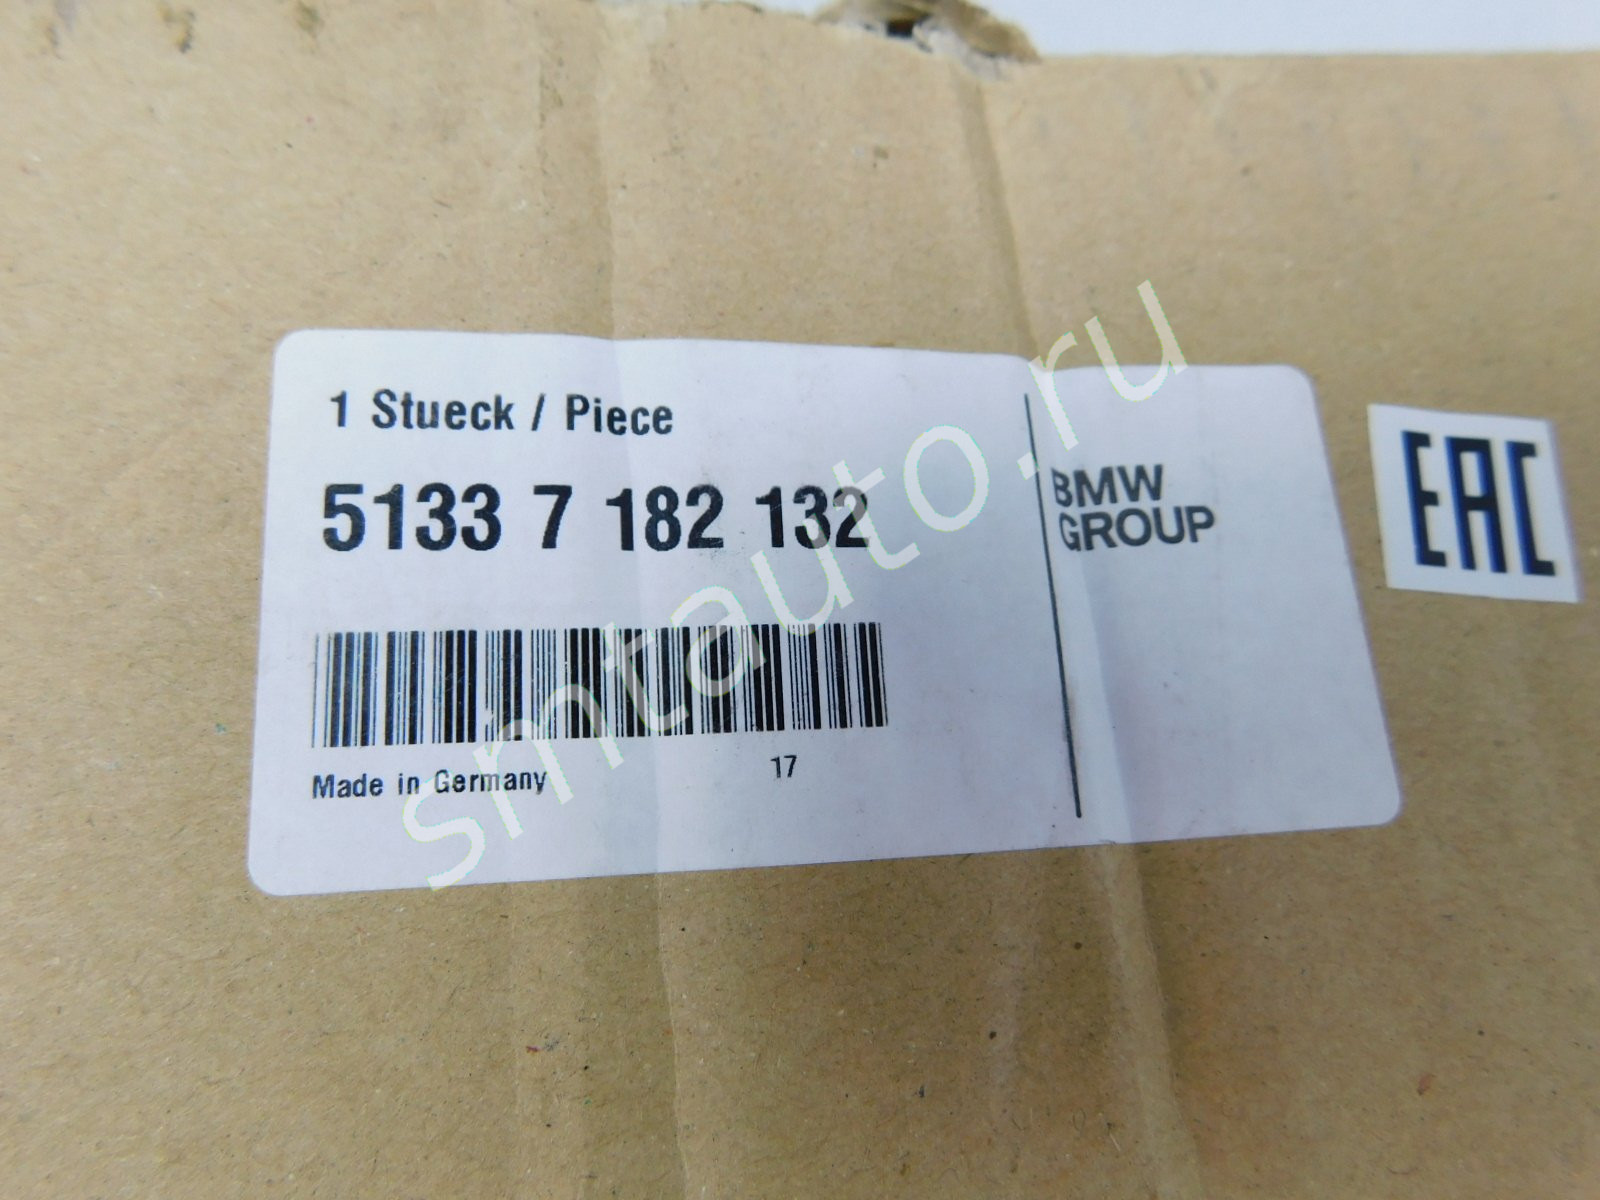 1 Stueck / Piece
5133 7 182 132
BMW
GROUP
EAC
Made in Germany
17
smtauto.ru